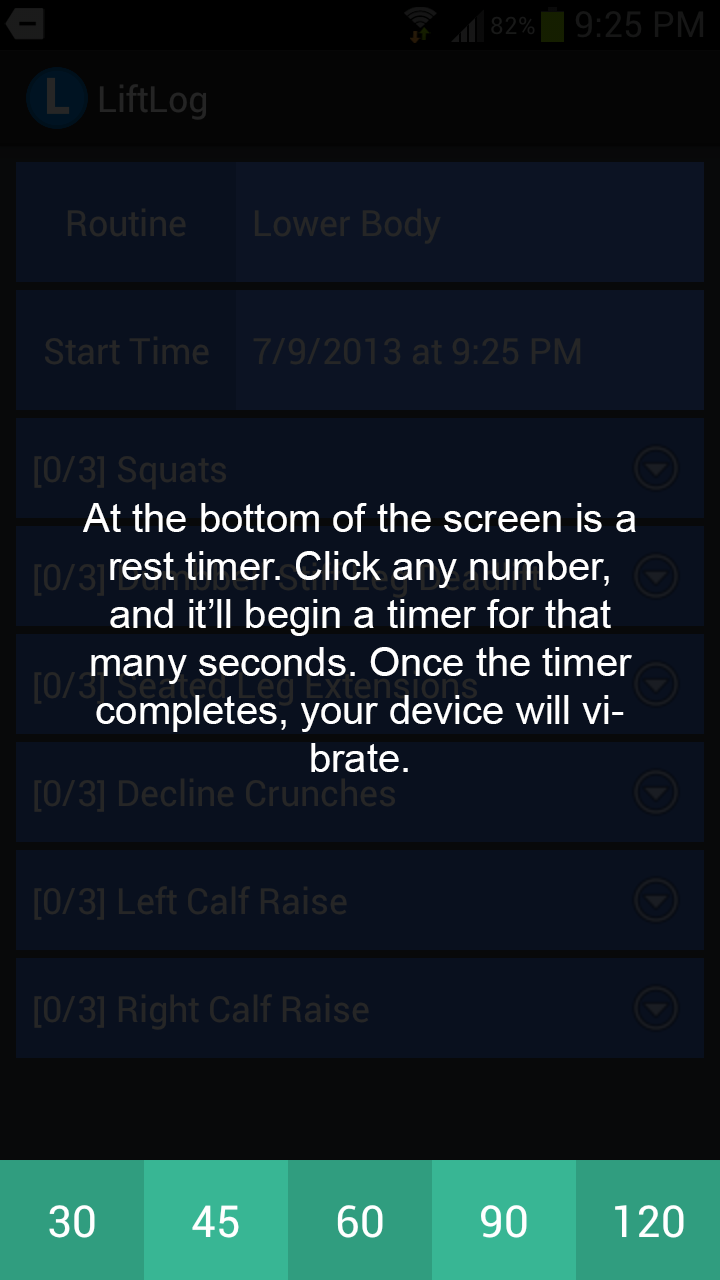 82% 9:25 PM
L LiftLog
Routine Lower Body
Start Time 7/9/2013 at 9:25 PM
[0/3] Squats
At the bottom of the screen is a
rest timer. Click any number,
[0/3] Dumbbell Stiff Leg Deadlift
and it’ll begin a timer for that
many seconds. Once the timer
[0/3] Seated Leg Extensions
completes, your device will vi-
brate.
[0/3] Decline Crunches
[0/3] Left Calf Raise
[0/3] Right Calf Raise
30 45 60 90 120